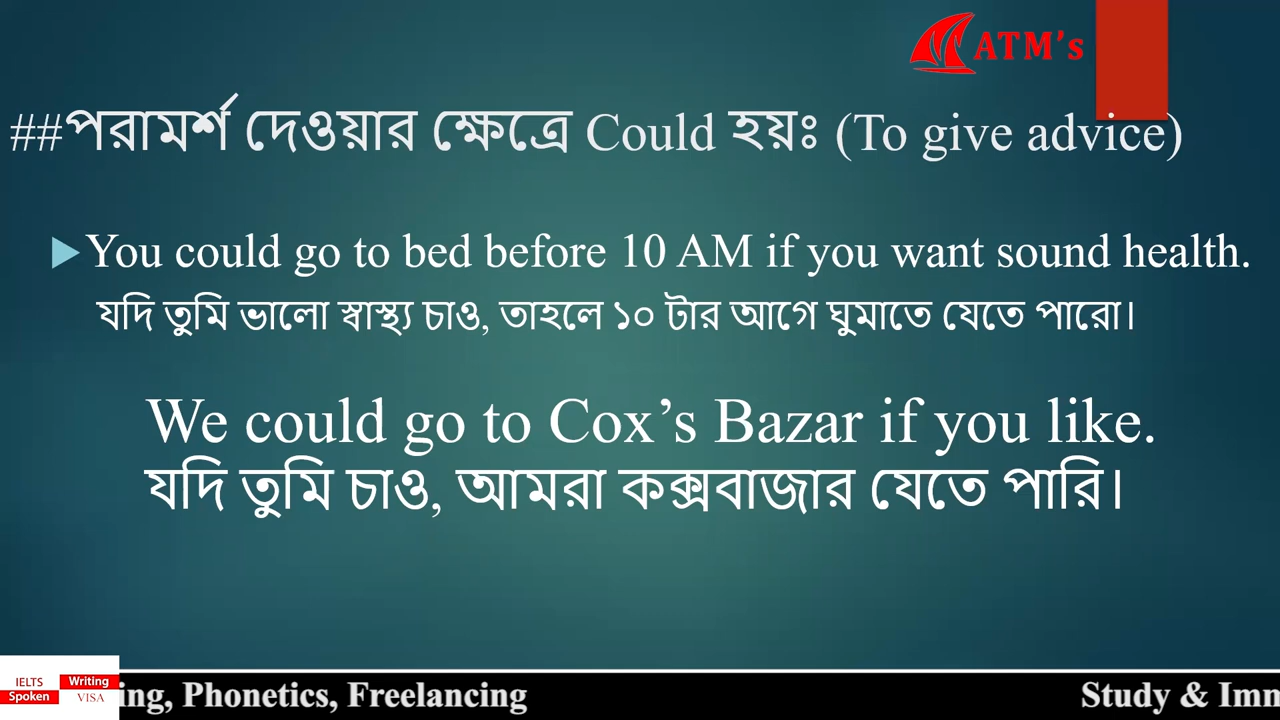 ATM's
##পরামর্শ দেওয়ার ক্ষেত্রে Could হয়ঃ (To give advice)
You could go to bed before 10 AM if you want sound health.
যদি তুমি ভালো স্বাস্থ্য চাও, তাহলে ১০ টার আগে ঘুমাতে যেতে পারো।
We could go to Cox’s Bazar if you like.
যদি তুমি চাও, আমরা কক্সবাজার যেতে পারি।
IELTS Writing
Spoken VISA
ing, Phonetics, Freelancing
Study & Imm